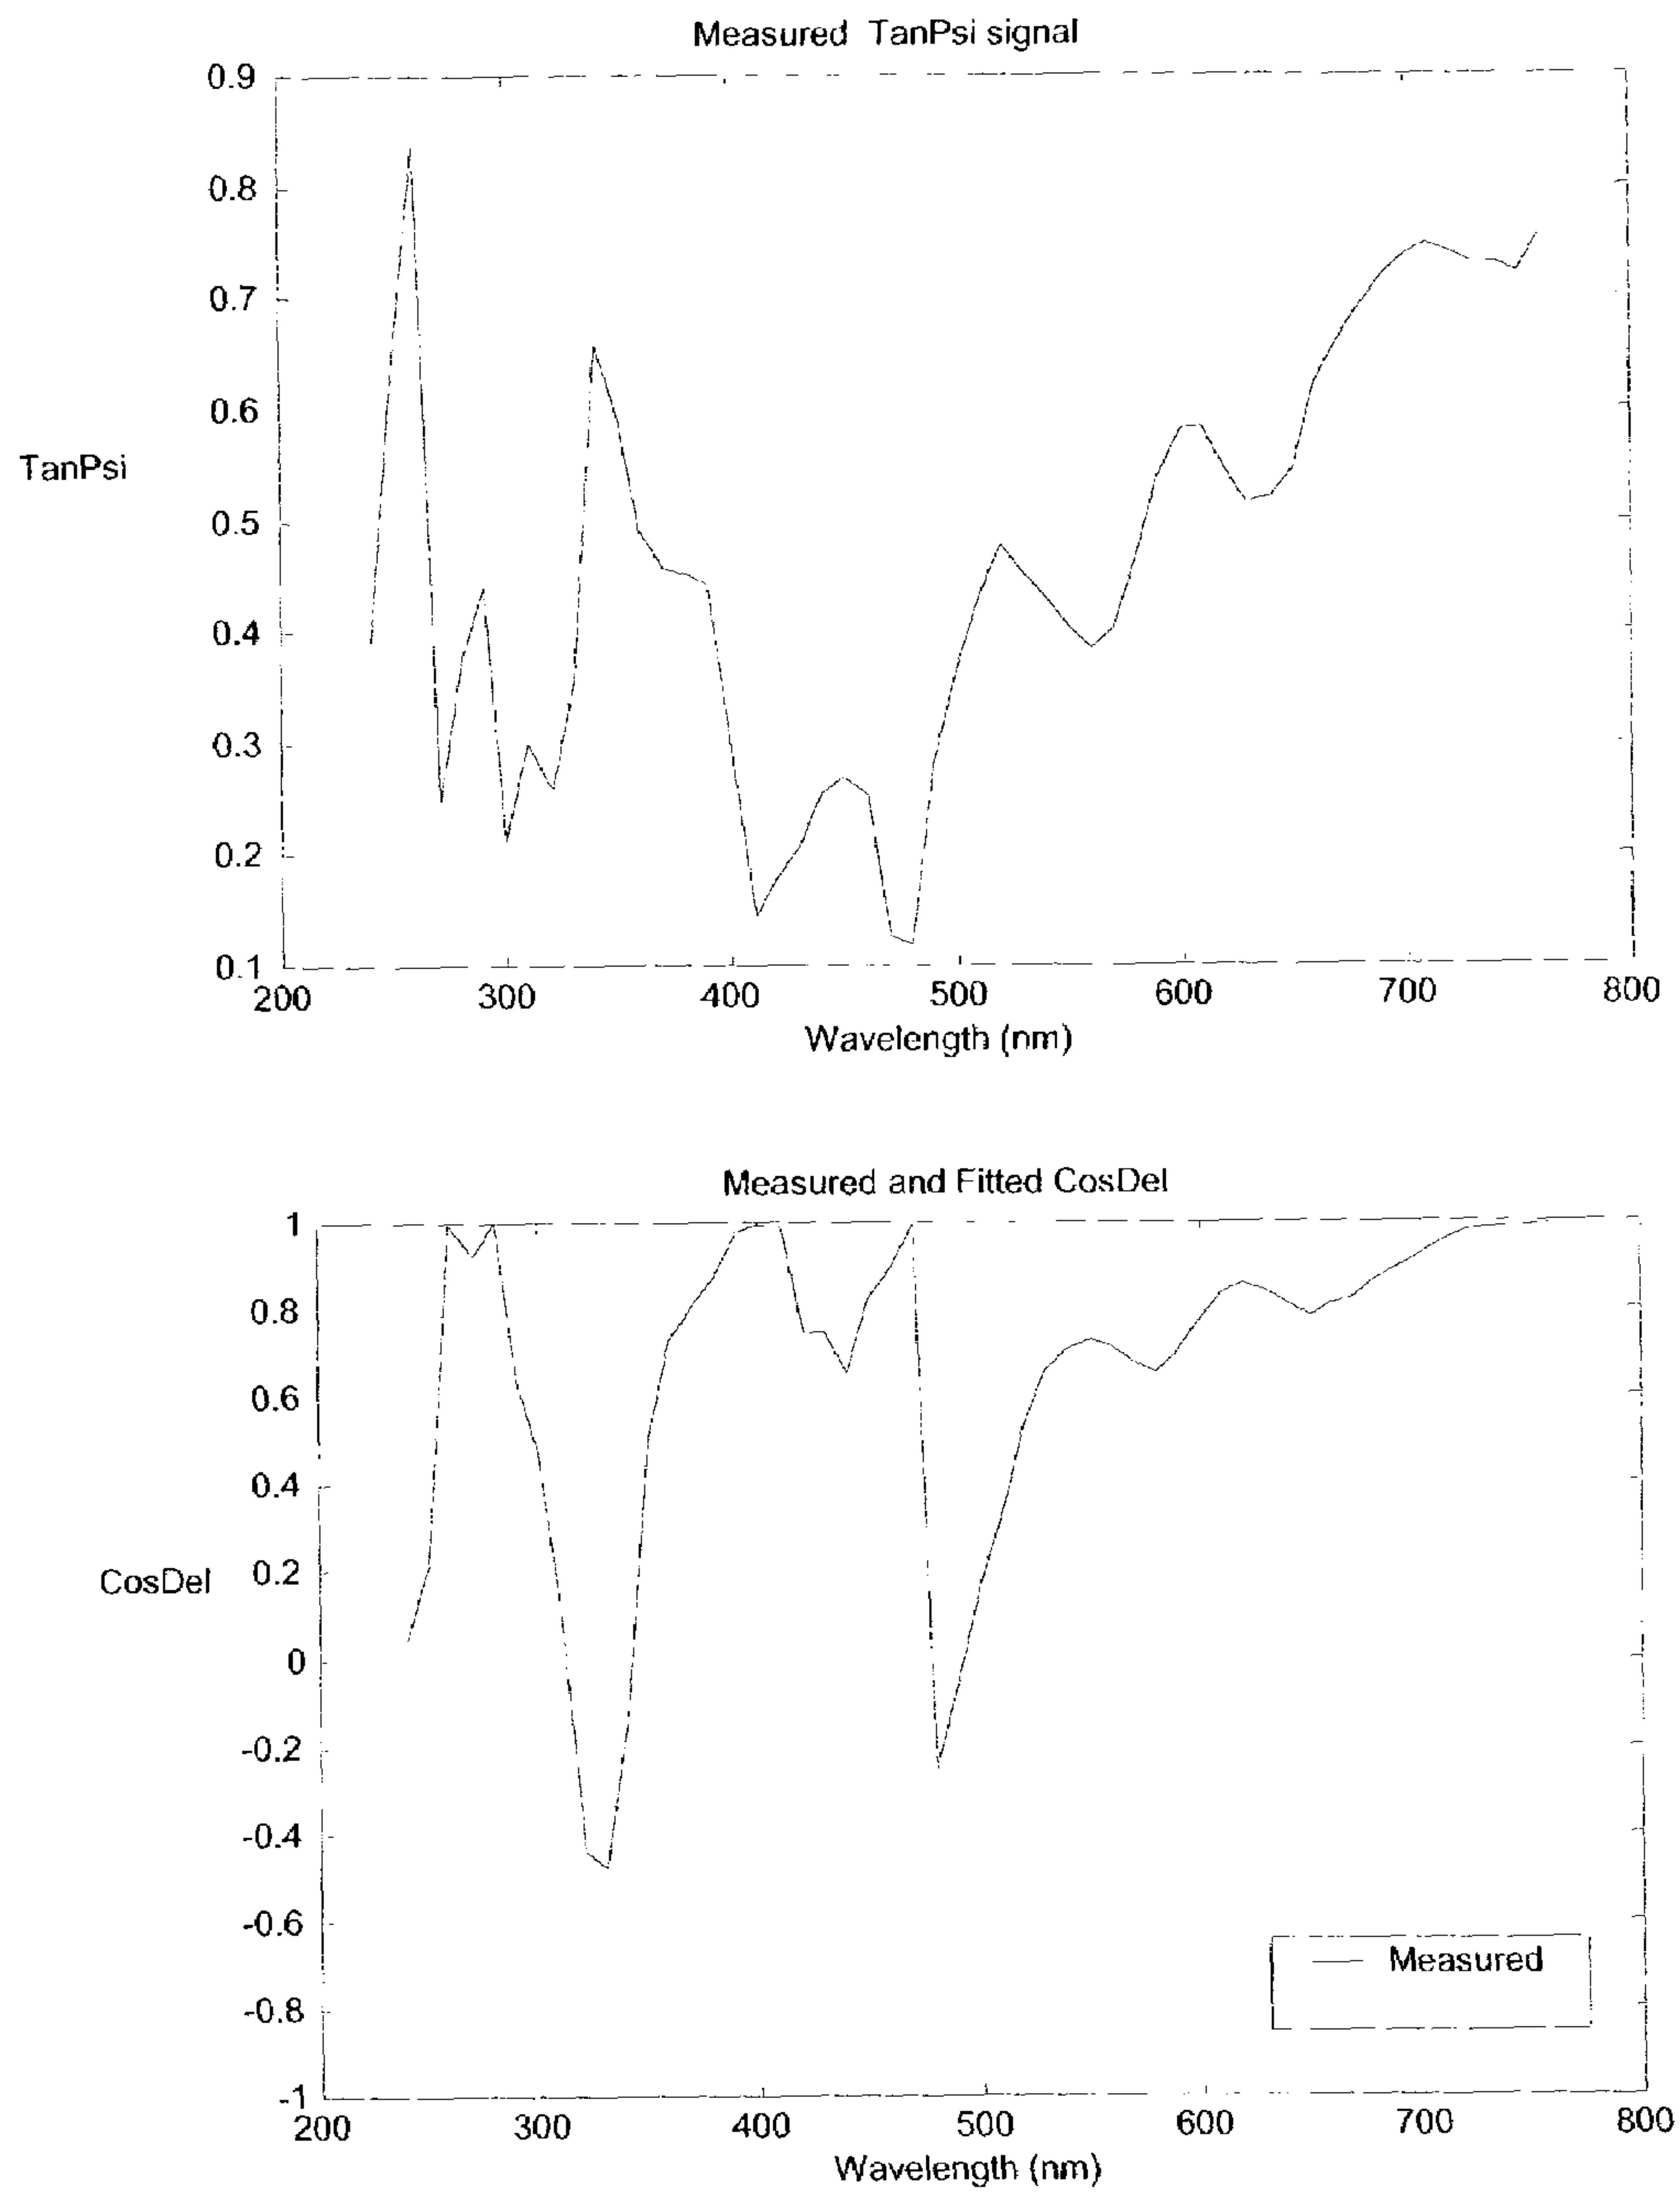 Measured TanPsi signal
0.9
0.8
0.7
0.6
TanPsi
0.5
0.4
0.3
0.2
0.1
200 300 400 500 600 700 800
Wavelength (nm)
Measured and Fitted CosDel
1
0.8
0.6
0.4
CosDel 0.2
0
-0.2
-0.4
-0.6
Measured
-0.8
-1
200 300 400 500 600 700 800
Wavelength (nm)